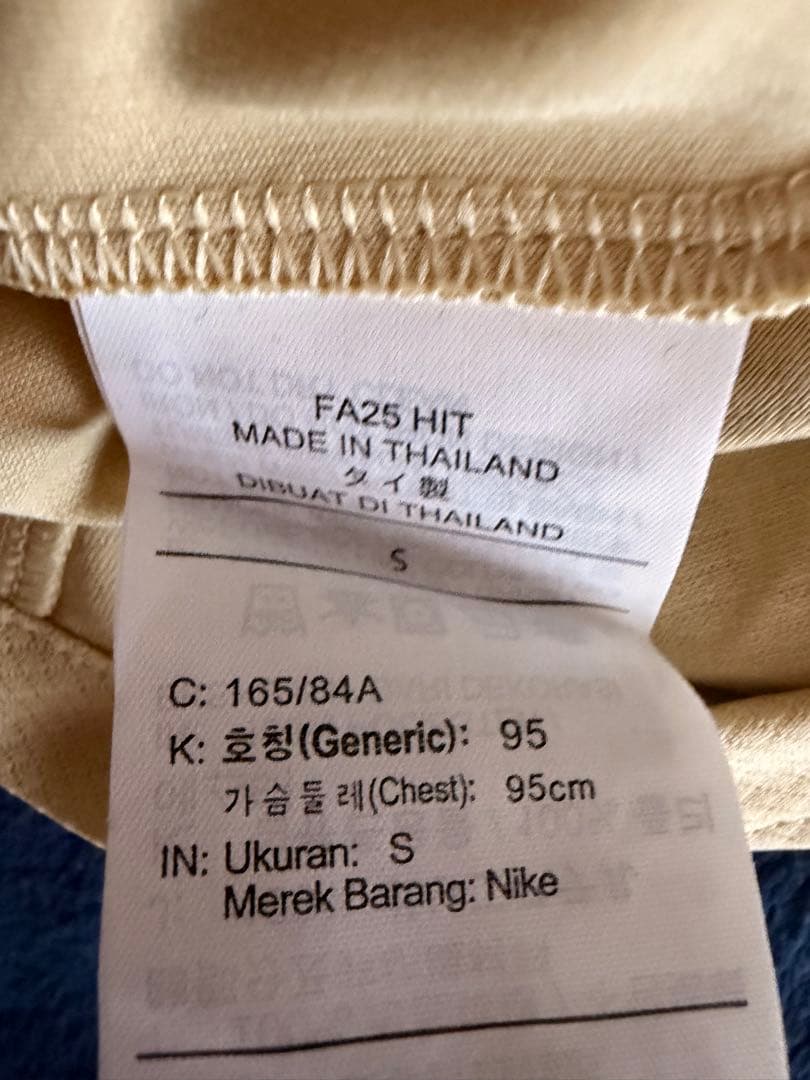 FA25 HIT
MADE IN THAILAND
タイ製
DIBUAT DI THAILAND
S
C: 165/84A
K: 호칭(Generic): 95
가슴둘레(Chest): 95cm
IN: Ukuran: S
Merek Barang: Nike